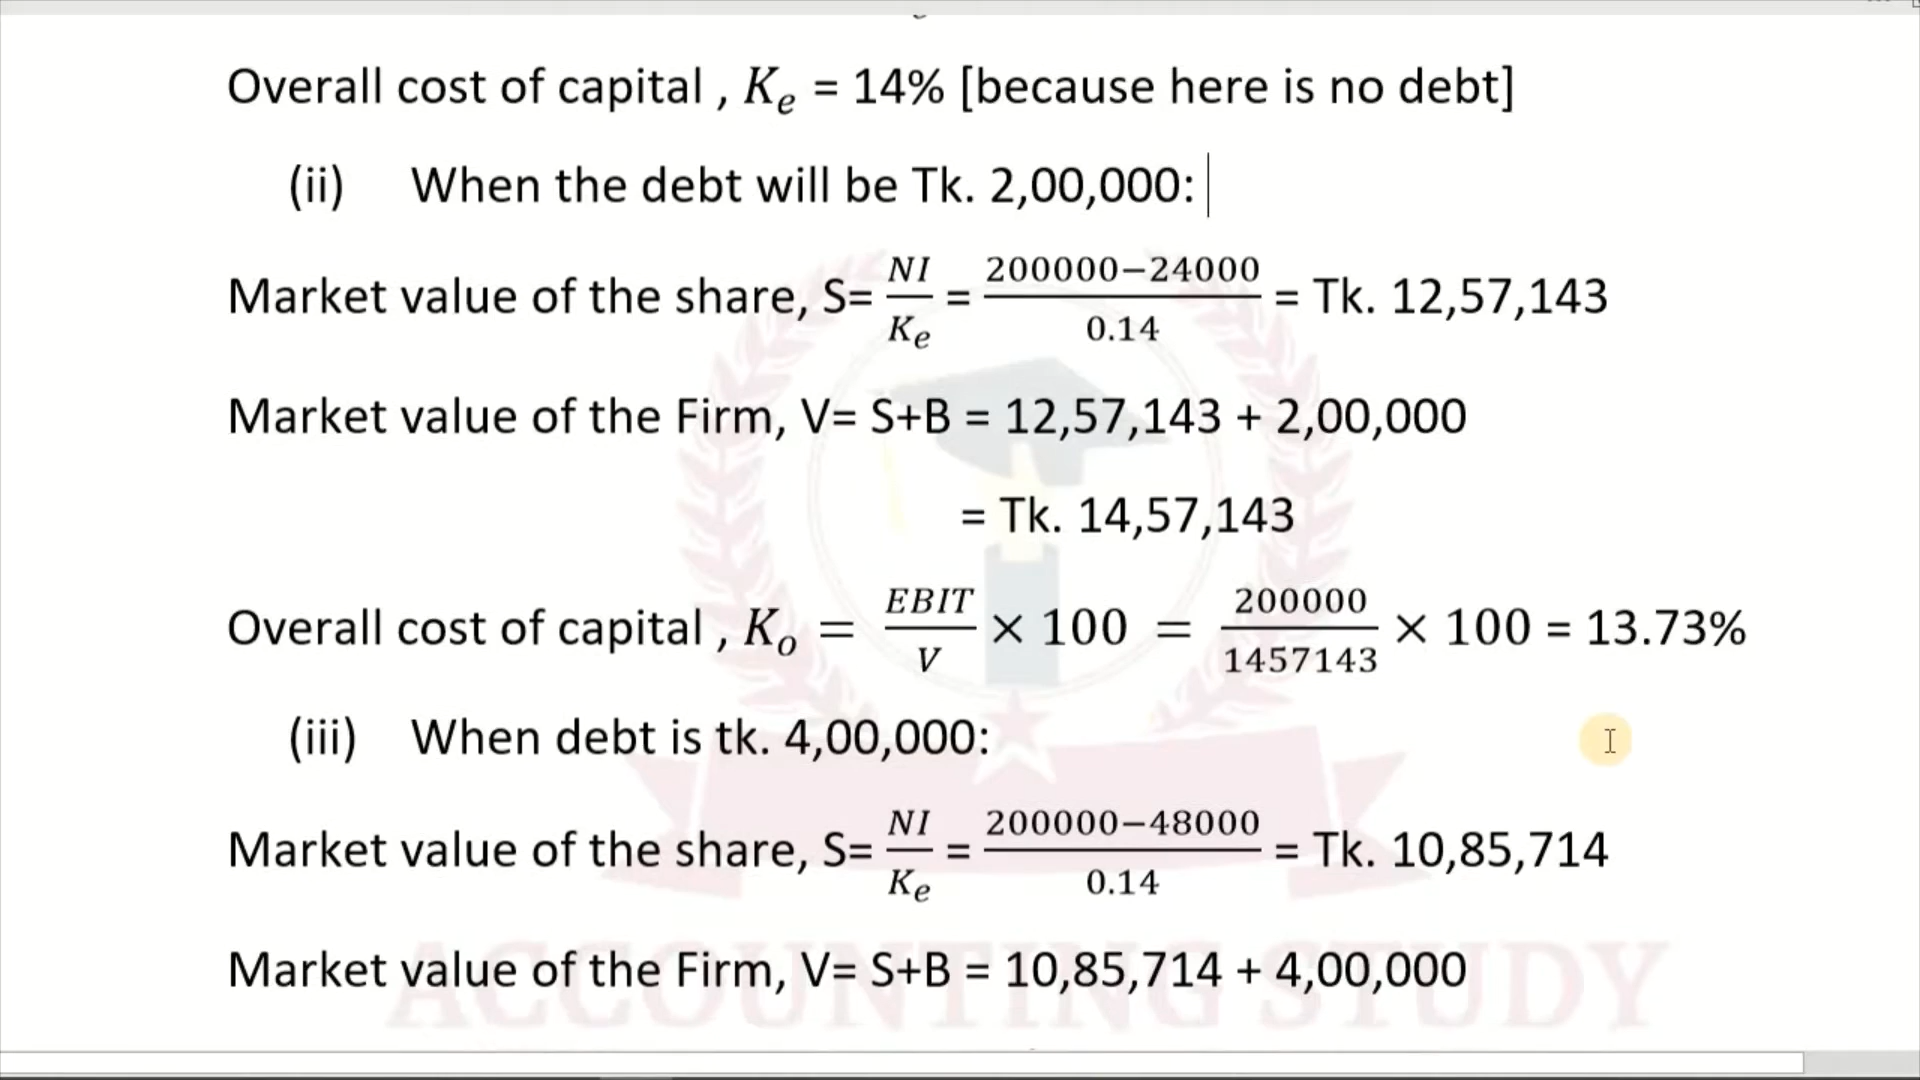 Overall cost of capital , Kₑ = 14% [because here is no debt]
(ii) When the debt will be Tk. 2,00,000:
Market value of the share, S= NI/Kₑ = 200000−24000/0.14 = Tk. 12,57,143
Market value of the Firm, V= S+B = 12,57,143 + 2,00,000
= Tk. 14,57,143
Overall cost of capital , Kₒ = EBIT/V × 100 = 200000/1457143 × 100 = 13.73%
(iii) When debt is tk. 4,00,000:
Market value of the share, S= NI/Kₑ = 200000−48000/0.14 = Tk. 10,85,714
Market value of the Firm, V= S+B = 10,85,714 + 4,00,000
ACCOUNTING STUDY